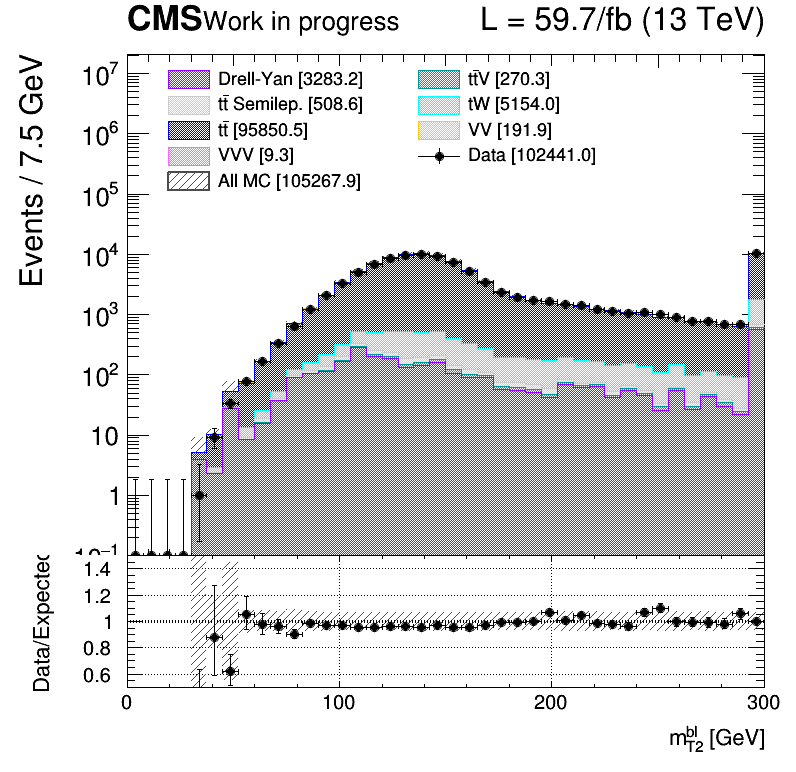 CMS Work in progress L = 59.7/fb (13 TeV)
Events / 7.5 GeV
10⁷
10⁶
10⁵
10⁴
10³
10²
10
1
10⁻¹
Drell-Yan [3283.2]
tt̄ Semilep. [508.6]
tt̄ [95850.5]
VVV [9.3]
All MC [105267.9]
tt̄V [270.3]
tW [5154.0]
VV [191.9]
Data [102441.0]
Data/Expected
1.4
1.2
1
0.8
0.6
0 100 200 300
m_{T2}^{bl} [GeV]